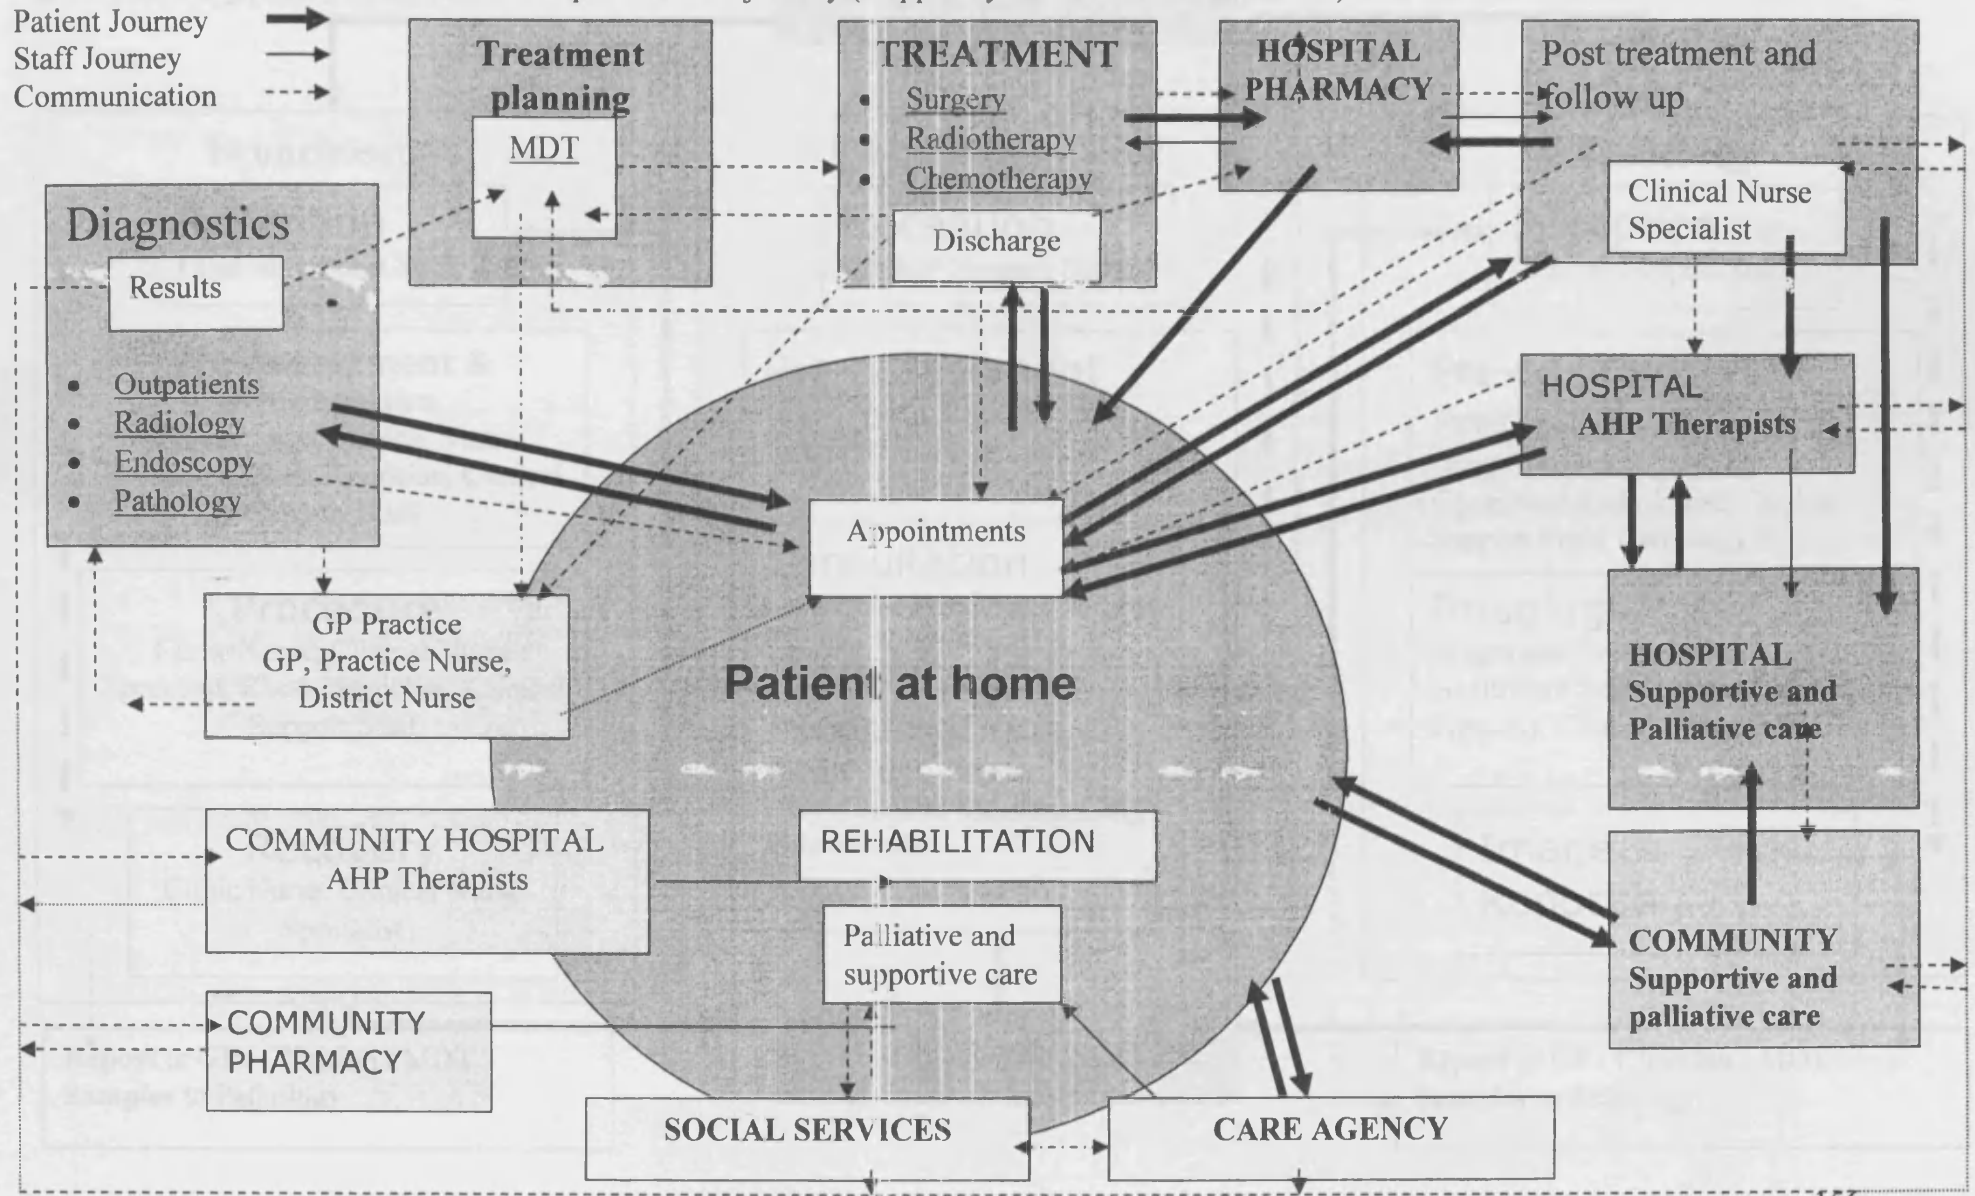 Patient Journey
Staff Journey
Communication
Treatment
planning
MDT
TREATMENT
• Surgery
• Radiotherapy
• Chemotherapy
Discharge
HOSPITAL
PHARMACY
Post treatment and
follow up
Clinical Nurse
Specialist
Diagnostics
Results
• Outpatients
• Radiology
• Endoscopy
• Pathology
HOSPITAL
AHP Therapists
Appointments
GP Practice
GP, Practice Nurse,
District Nurse
Patient at home
HOSPITAL
Supportive and
Palliative care
COMMUNITY HOSPITAL
AHP Therapists
REHABILITATION
Palliative and
supportive care
COMMUNITY
Supportive and
palliative care
COMMUNITY
PHARMACY
SOCIAL SERVICES
CARE AGENCY